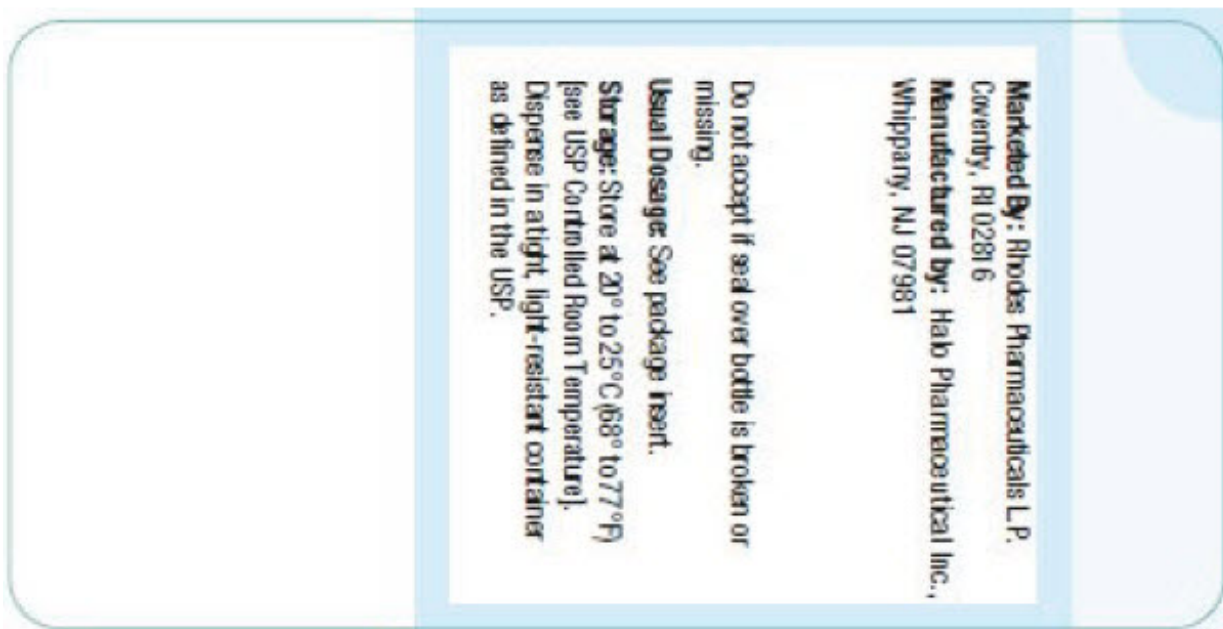 Marketed By: Rhodes Pharmaceuticals L.P.
Coventry, RI 02816
Manufactured by: Halo Pharmaceutical Inc.,
Whippany, NJ 07981
Do not accept if seal over bottle is broken or
missing.
Usual Dosage: See package insert.
Storage: Store at 20° to 25°C (68° to 77°F)
[see USP Controlled Room Temperature].
Dispense in a tight, light-resistant container
as defined in the USP.